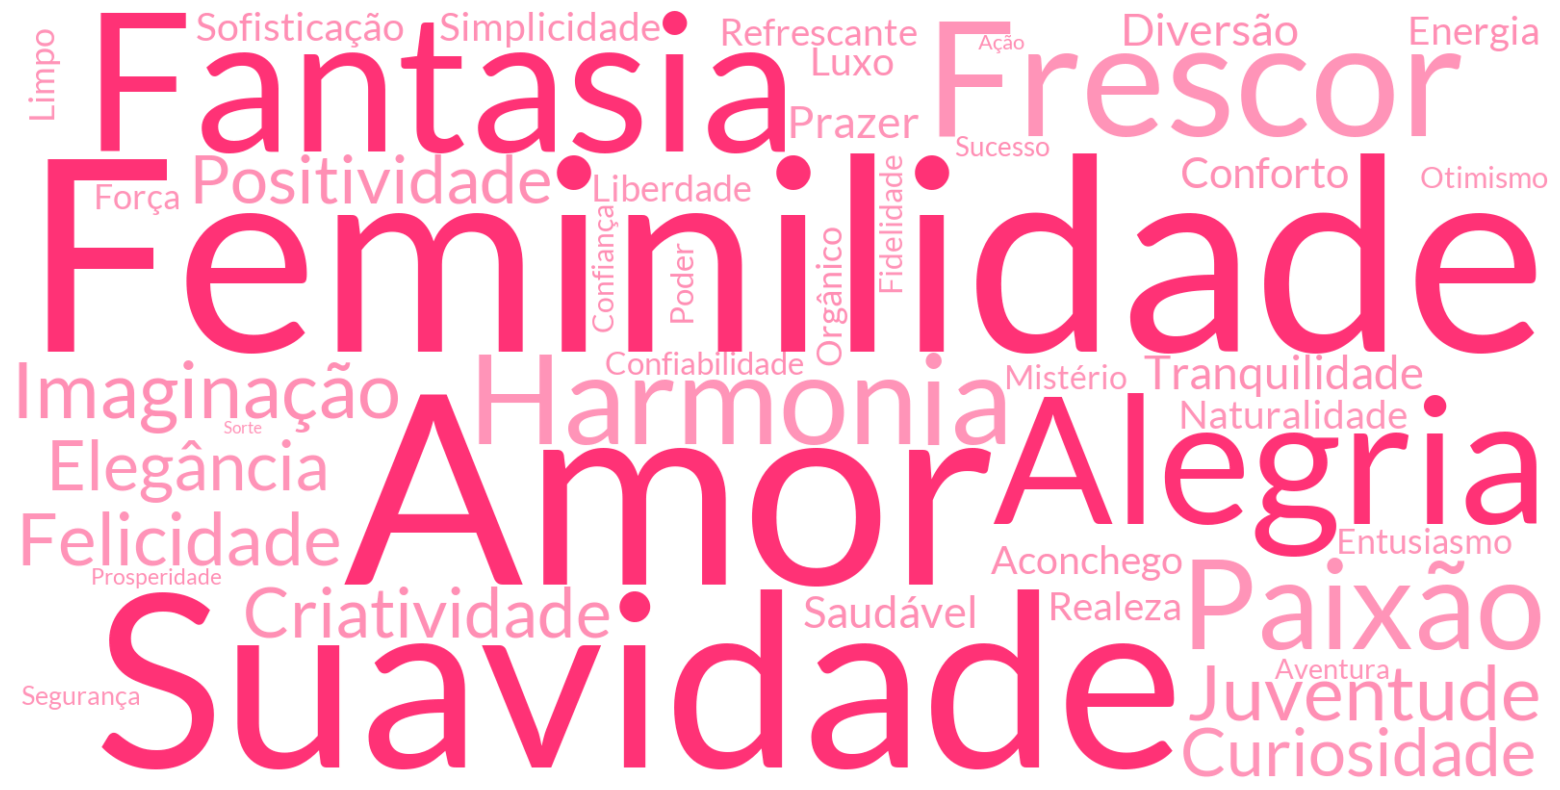 Limpo
Fantasia
Sofisticação
Simplicidade
Refrescante
Luxo
Prazer
Frescor
Ação
Diversão
Energia
Sucesso
Feminilidade
Força
Positividade
Liberdade
Confiança
Poder
Orgânico
Fidelidade
Conforto
Otimismo
Imaginação
Sorte
Elegância
Felicidade
Prosperidade
Amor
Harmonia
Confiabilidade
Mistério
Tranquilidade
Naturalidade
Alegria
Entusiasmo
Aconchego
Realeza
Paixão
Suavidade
Criatividade
Saudável
Segurança
Aventura
Juventude
Curiosidade